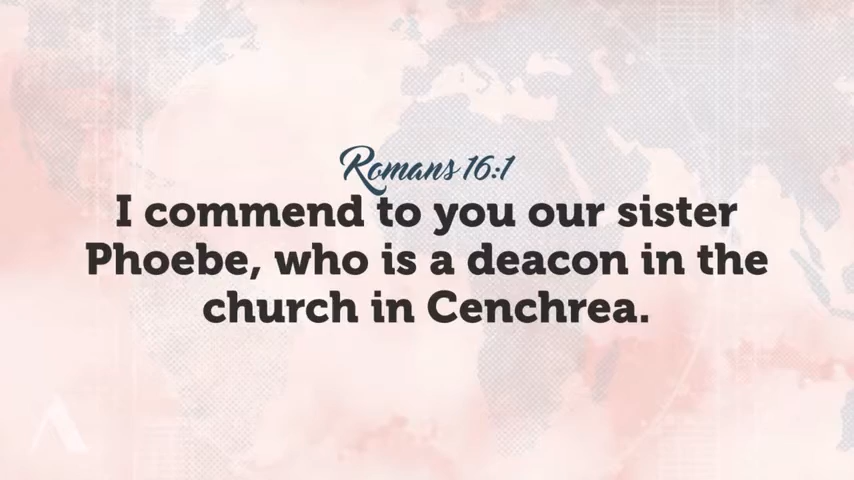 Romans 16:1
I commend to you our sister
Phoebe, who is a deacon in the
church in Cenchrea.